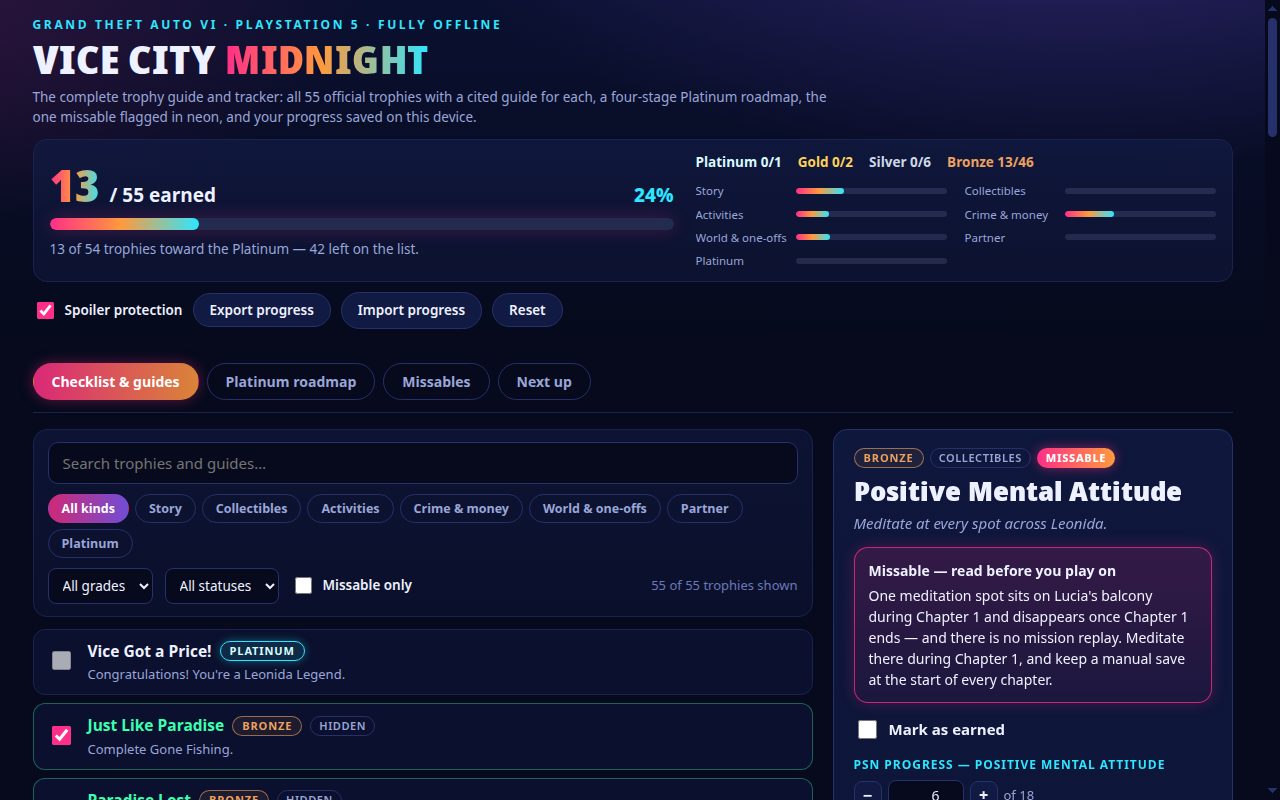 GRAND THEFT AUTO VI · PLAYSTATION 5 · FULLY OFFLINE
VICE CITY MIDNIGHT
The complete trophy guide and tracker: all 55 official trophies with a cited guide for each, a four-stage Platinum roadmap, the
one missable flagged in neon, and your progress saved on this device.
13 / 55 earned
24%
13 of 54 trophies toward the Platinum — 42 left on the list.
Platinum 0/1 Gold 0/2 Silver 0/6 Bronze 13/46
Story
Collectibles
Activities
Crime & money
World & one-offs
Partner
Platinum
Spoiler protection
Export progress
Import progress
Reset
Checklist & guides
Platinum roadmap
Missables
Next up
Search trophies and guides...
All kinds
Story
Collectibles
Activities
Crime & money
World & one-offs
Partner
Platinum
All grades
All statuses
Missable only
55 of 55 trophies shown
Vice Got a Price! PLATINUM
Congratulations! You're a Leonida Legend.
Just Like Paradise BRONZE HIDDEN
Complete Gone Fishing.
Paradise Lost BRONZE HIDDEN
BRONZE COLLECTIBLES MISSABLE
Positive Mental Attitude
Meditate at every spot across Leonida.
Missable — read before you play on
One meditation spot sits on Lucia's balcony
during Chapter 1 and disappears once Chapter 1
ends — and there is no mission replay. Meditate
there during Chapter 1, and keep a manual save
at the start of every chapter.
Mark as earned
PSN PROGRESS — POSITIVE MENTAL ATTITUDE
− 6 + of 18